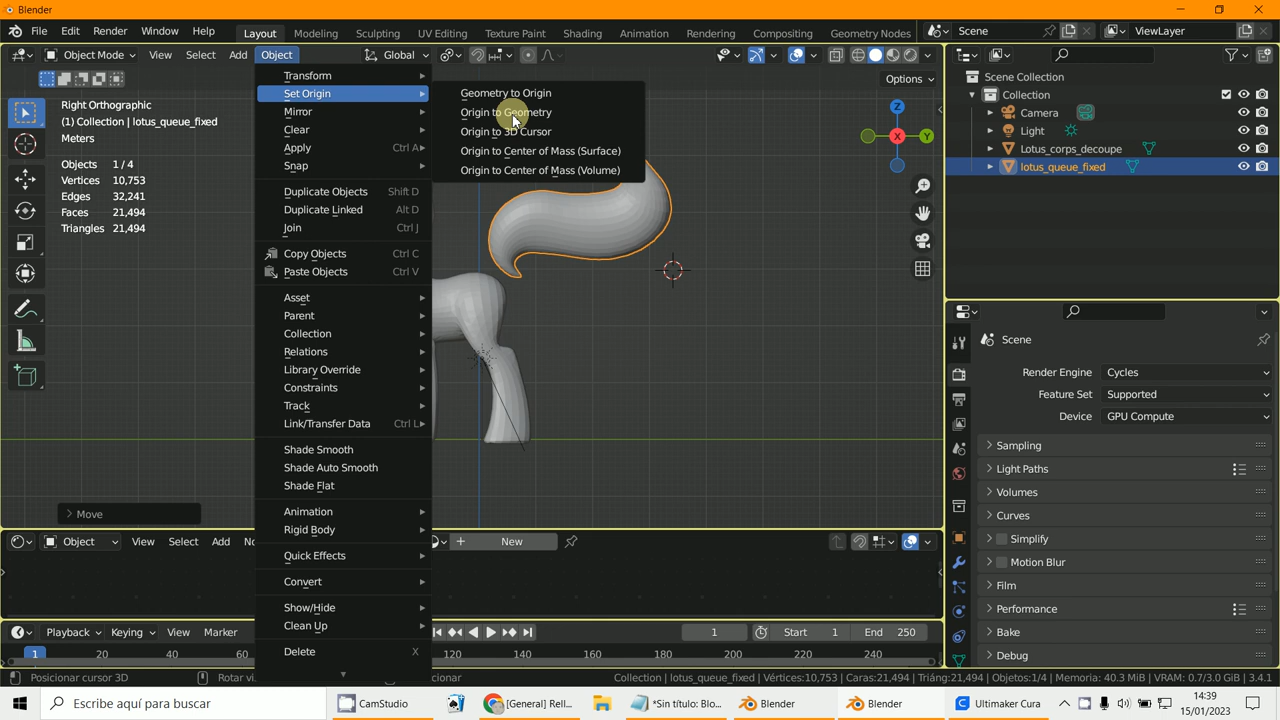 Blender
File Edit Render Window Help Layout Modeling Sculpting UV Editing Texture Paint Shading Animation Rendering Compositing Geometry Nodes Scene ViewLayer
Object Mode View Select Add Object Global
Options
Right Orthographic
(1) Collection | lotus_queue_fixed
Meters
Objects 1 / 4
Vertices 10,753
Edges 32,241
Faces 21,494
Triangles 21,494
Transform
Set Origin
Mirror
Clear
Apply Ctrl A
Snap
Duplicate Objects Shift D
Duplicate Linked Alt D
Join Ctrl J
Copy Objects Ctrl C
Paste Objects Ctrl V
Asset
Parent
Collection
Relations
Library Override
Constraints
Track
Link/Transfer Data Ctrl L
Shade Smooth
Shade Auto Smooth
Shade Flat
Animation
Rigid Body
Quick Effects
Convert
Show/Hide
Clean Up
Delete X
Geometry to Origin
Origin to Geometry
Origin to 3D Cursor
Origin to Center of Mass (Surface)
Origin to Center of Mass (Volume)
Z
X
Y
Move
Scene Collection
Collection
Camera
Light
Lotus_corps_decoupe
lotus_queue_fixed
Scene
Render Engine Cycles
Feature Set Supported
Device GPU Compute
Sampling
Light Paths
Volumes
Curves
Simplify
Motion Blur
Film
Performance
Bake
Debug
Object View Select Add No New
Playback Keying View Marker 1 Start 1 End 250
1 20 40 60 120 140 160 180 200 220 240
Posicionar cursor 3D Rotar vi cionar Collection | lotus_queue_fixed | Vértices:10,753 | Caras:21,494 | Triáng:21,494 | Objetos:1/4 | Memoria: 40.3 MiB | VRAM: 0.7/3.0 GiB | 3.4.1
Escribe aquí para buscar CamStudio [General] Rell... *Sin título: Blo... Blender Blender Ultimaker Cura 14:39
15/01/2023